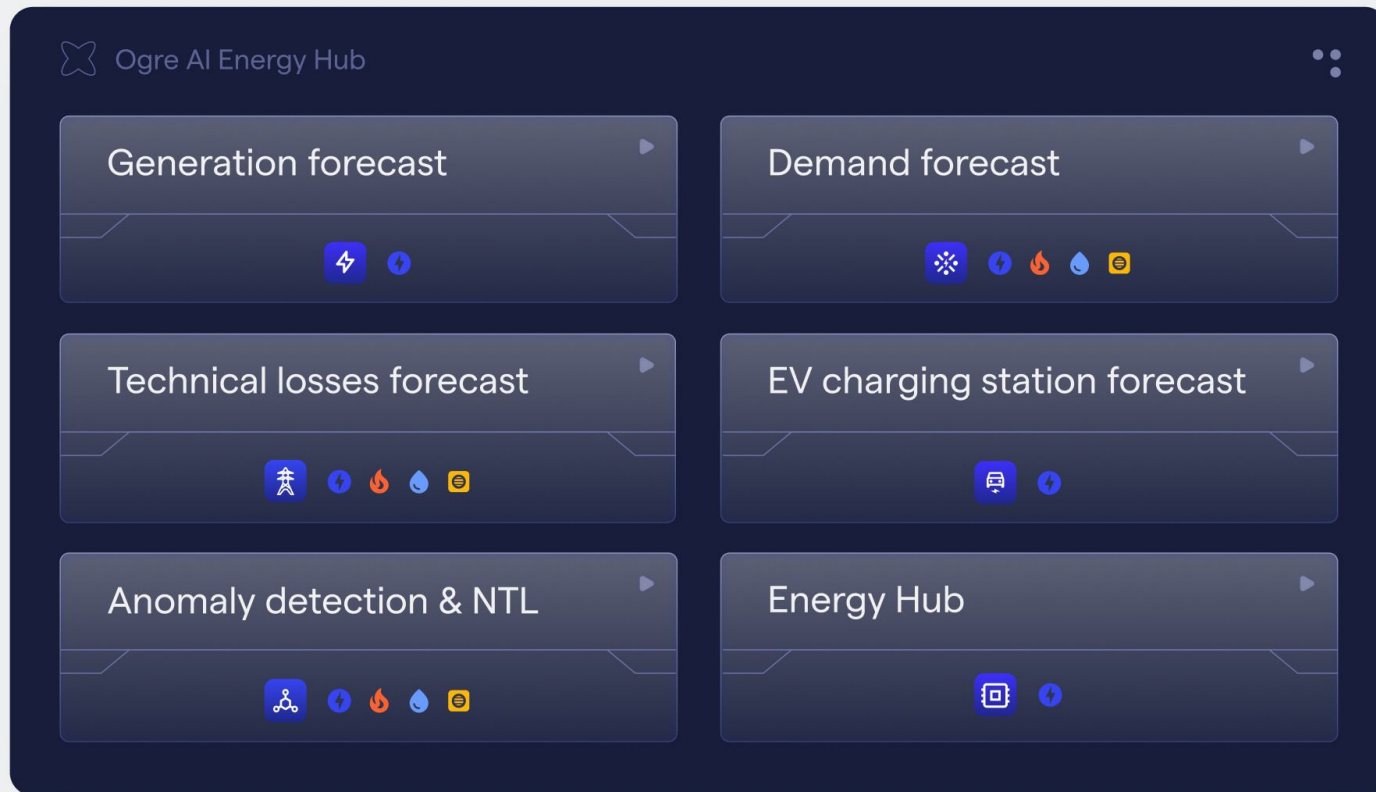 Ogre AI Energy Hub
Generation forecast
Demand forecast
Technical losses forecast
EV charging station forecast
Anomaly detection & NTL
Energy Hub